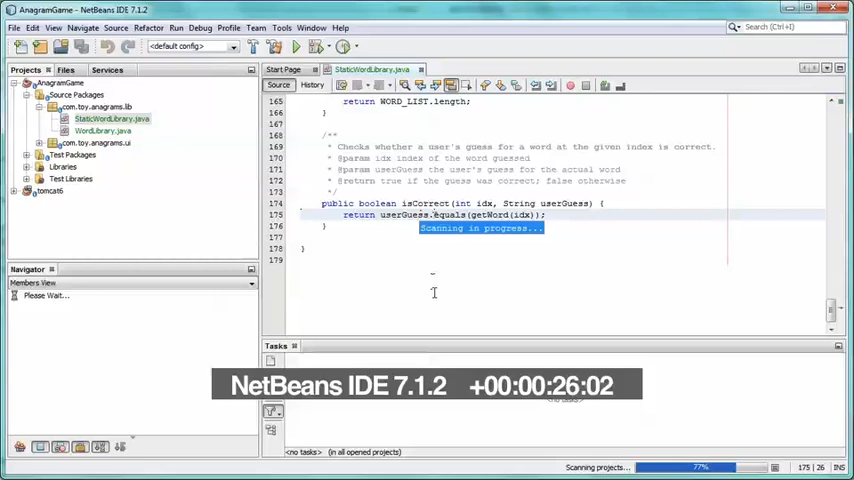 AnagramGame - NetBeans IDE 7.1.2
File Edit View Navigate Source Refactor Run Debug Profile Team Tools Window Help
Search (Ctrl+I)
<default config>
Projects Files Services
AnagramGame
Source Packages
com.toy.anagrams.lib
StaticWordLibrary.java
WordLibrary.java
com.toy.anagrams.ui
Test Packages
Libraries
Test Libraries
tomcat6
Navigator
Members View
Please Wait...
Start Page StaticWordLibrary.java
Source History
165 return WORD_LIST.length;
166 }
167
168 /**
169 * Checks whether a user's guess for a word at the given index is correct.
170 * @param idx index of the word guessed
171 * @param userGuess the user's guess for the actual word
172 * @return true if the guess was correct; false otherwise
173 */
174 public boolean isCorrect(int idx, String userGuess) {
175 return userGuess.equals(getWord(idx));
Scanning in progress...
176 }
177
178 }
179
Tasks
NetBeans IDE 7.1.2 +00:00:26:02
<no tasks>
<no tasks> (in all opened projects)
Scanning projects... 77% 175 | 26 INS